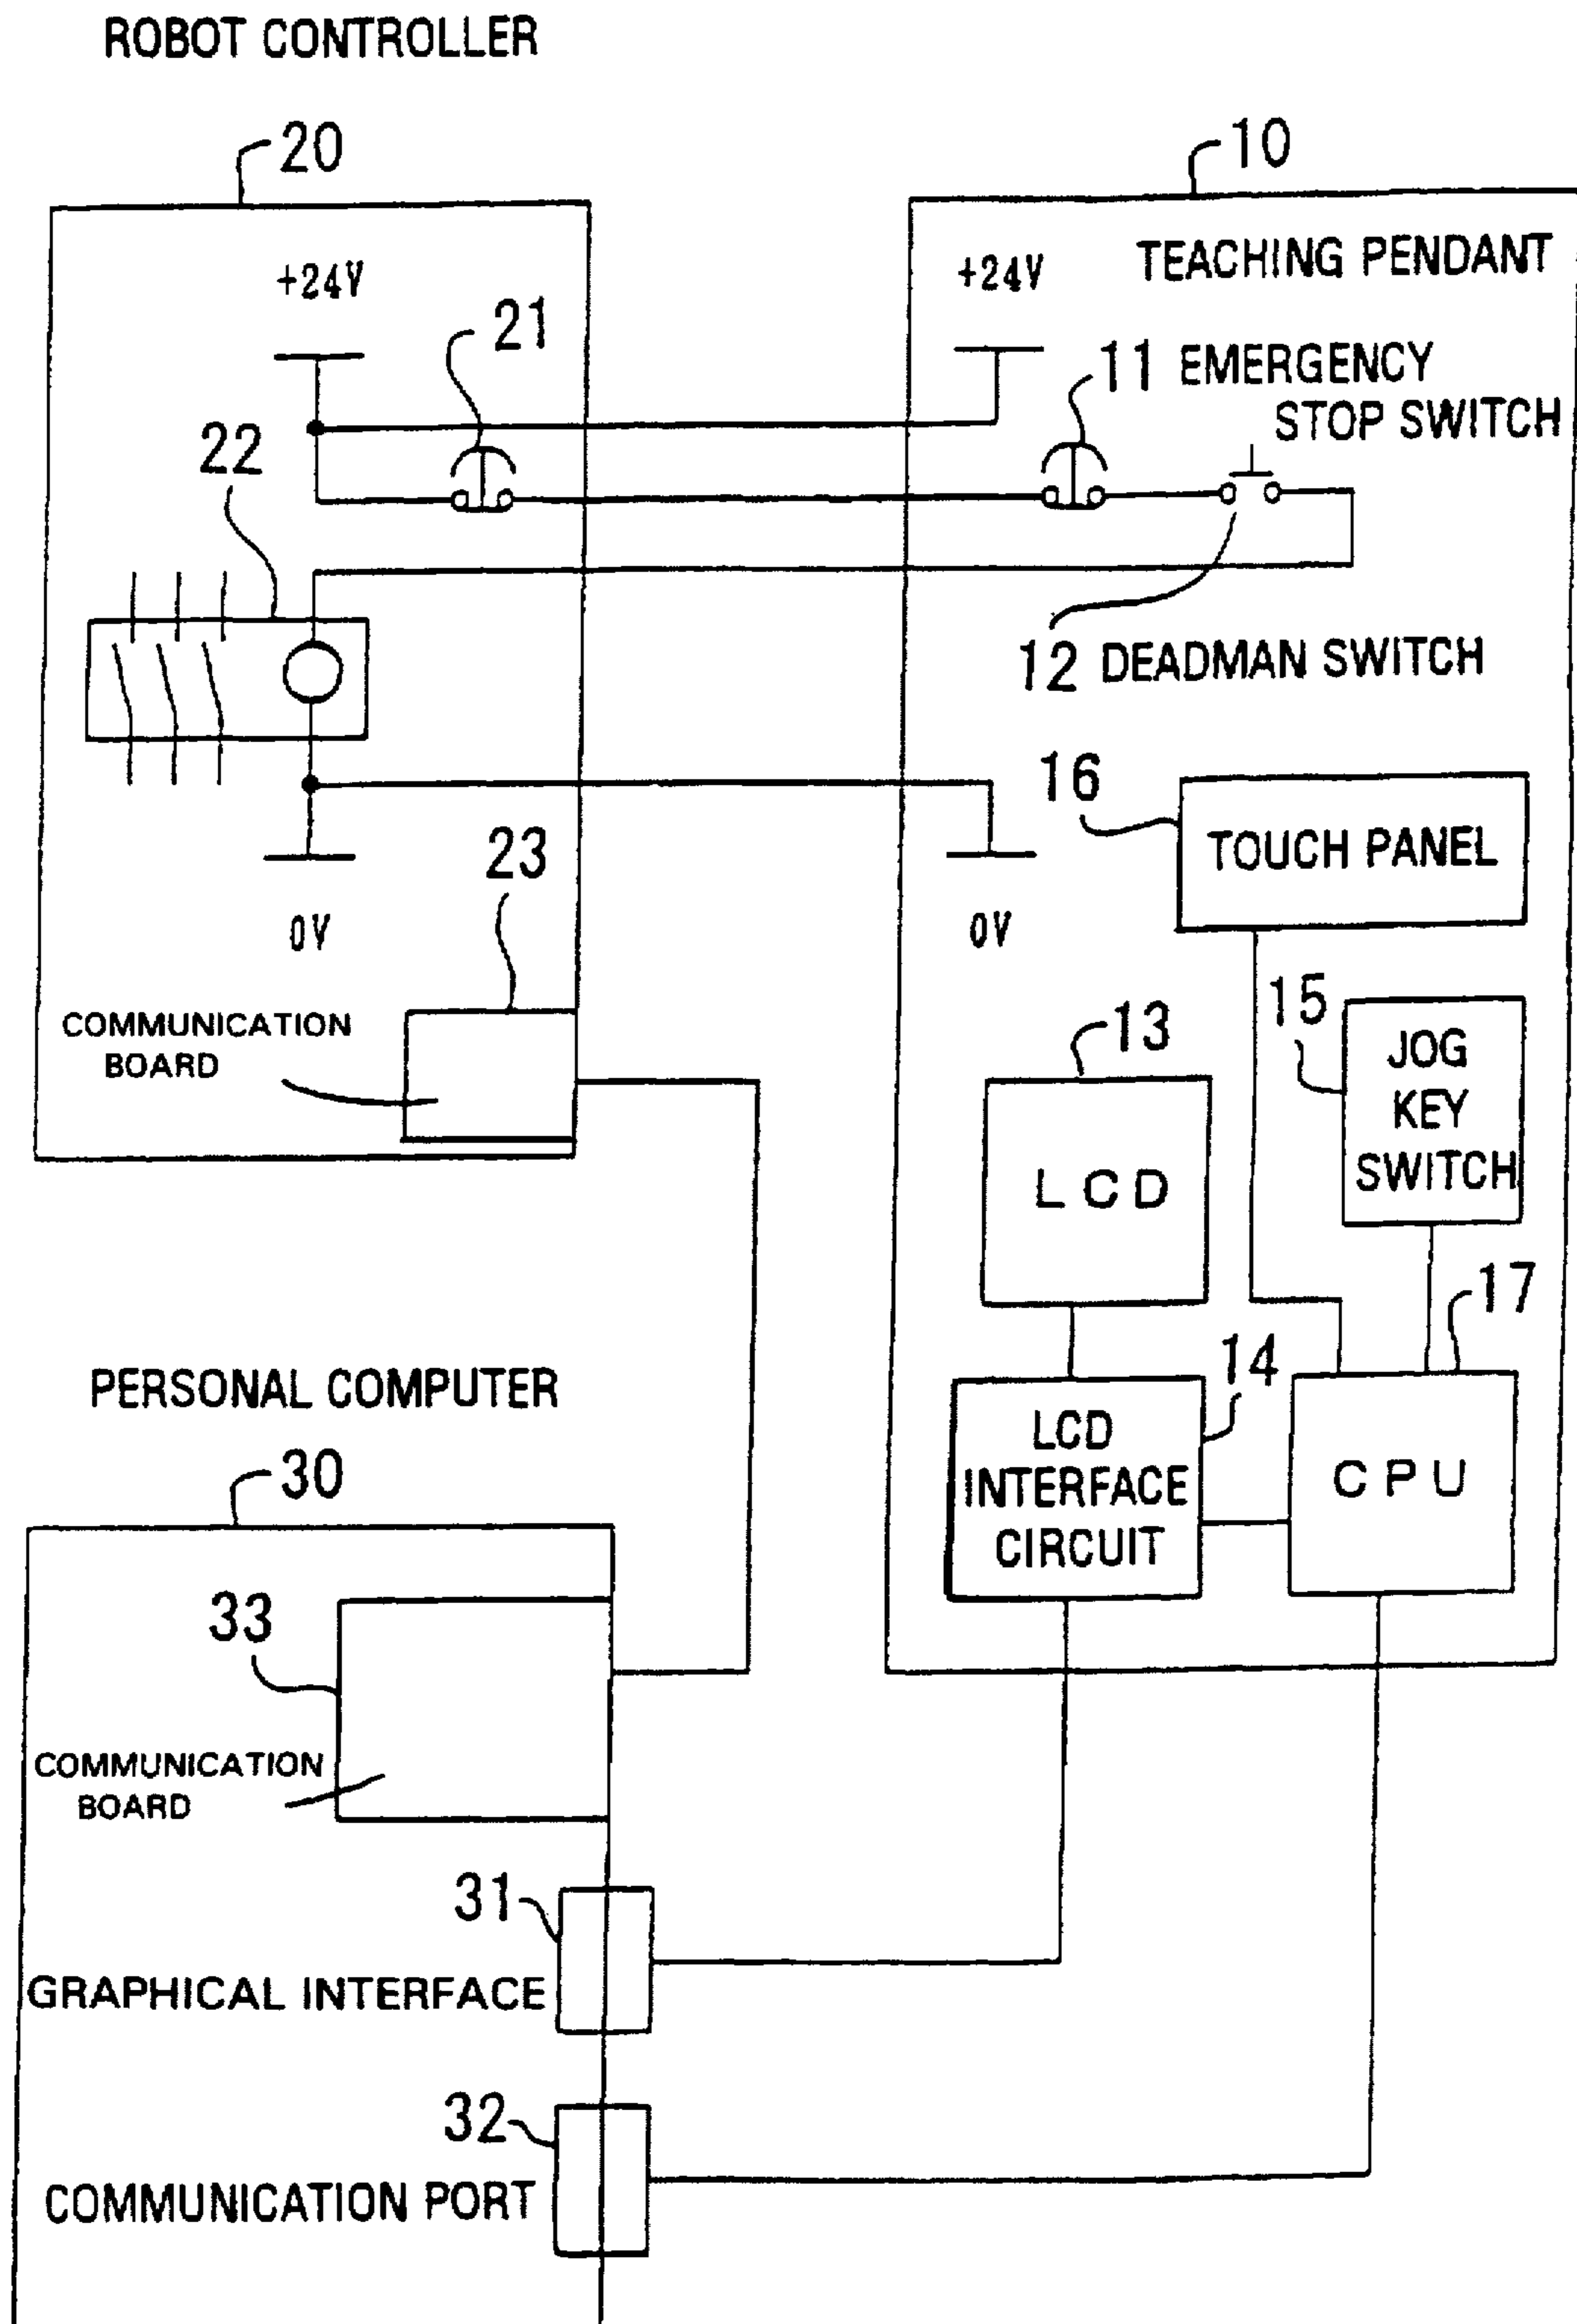 ROBOT CONTROLLER
20
10
+24V
+24V
TEACHING PENDANT
21
11 EMERGENCY
STOP SWITCH
22
12 DEADMAN SWITCH
16
TOUCH PANEL
23
0V
0V
COMMUNICATION
BOARD
13
LCD
15
JOG
KEY
SWITCH
17
14
LCD
INTERFACE
CIRCUIT
CPU
PERSONAL COMPUTER
30
33
COMMUNICATION
BOARD
31
GRAPHICAL INTERFACE
32
COMMUNICATION PORT